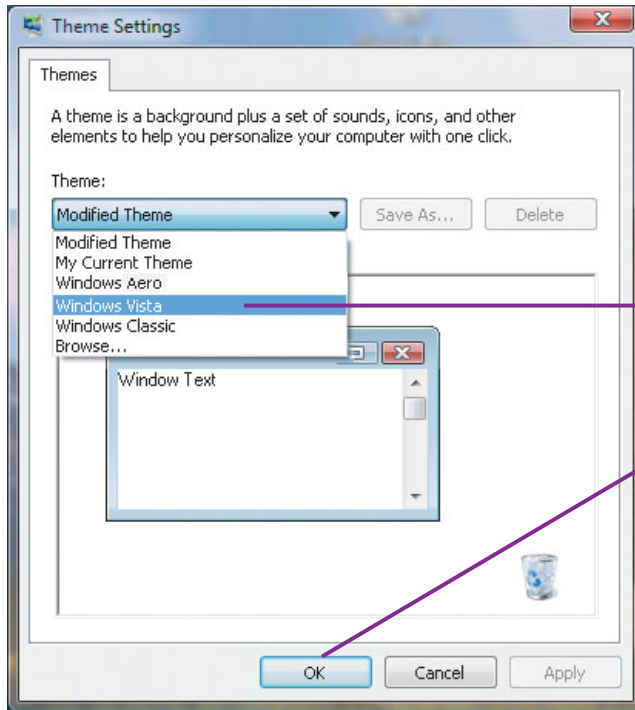 Theme Settings
Themes
A theme is a background plus a set of sounds, icons, and other
elements to help you personalize your computer with one click.
Theme:
Modified Theme
Save As...
Delete
Modified Theme
My Current Theme
Windows Aero
Windows Vista
Windows Classic
Browse...
Window Text
OK
Cancel
Apply